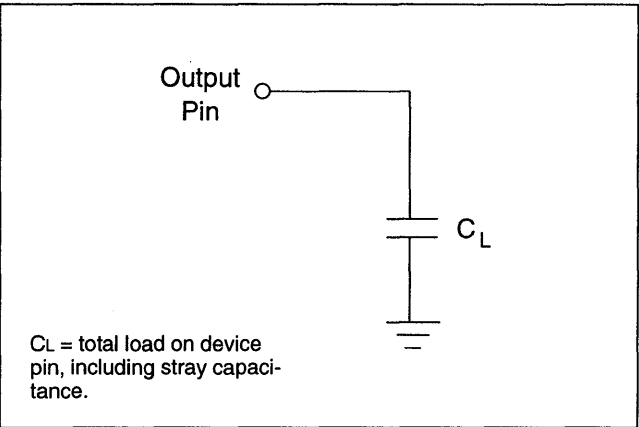 Output
Pin
CL
CL = total load on device
pin, including stray capaci-
tance.